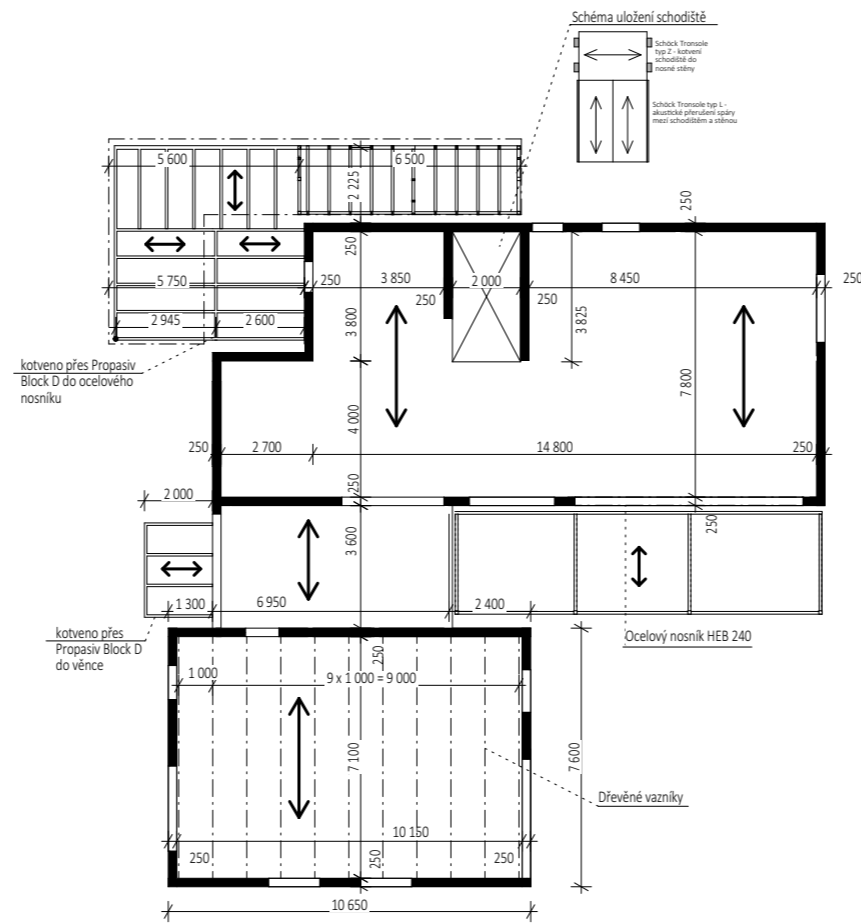 Schéma uložení schodiště
Schöck Tronsole
typ Z - kotvení
schodiště do
nosné stěny
Schöck Tronsole typ L -
akustické přerušení spáry
mezi schodištěm a stěnou
5 600
6 500
2 225
250
250
5 750
250
3 850
2 000
8 450
250
250
250
2 945
2 600
3 800
3 825
7 800
kotveno přes Propasiv
Block D do ocelového
nosníku
4 000
250
2 700
14 800
250
250
2 000
3 600
250
1 300
6 950
2 400
kotveno přes
Propasiv Block D
do věnce
Ocelový nosník HEB 240
250
1 000
9 x 1 000 = 9 000
7 100
7 600
Dřevěné vazníky
10 150
250
250
250
10 650